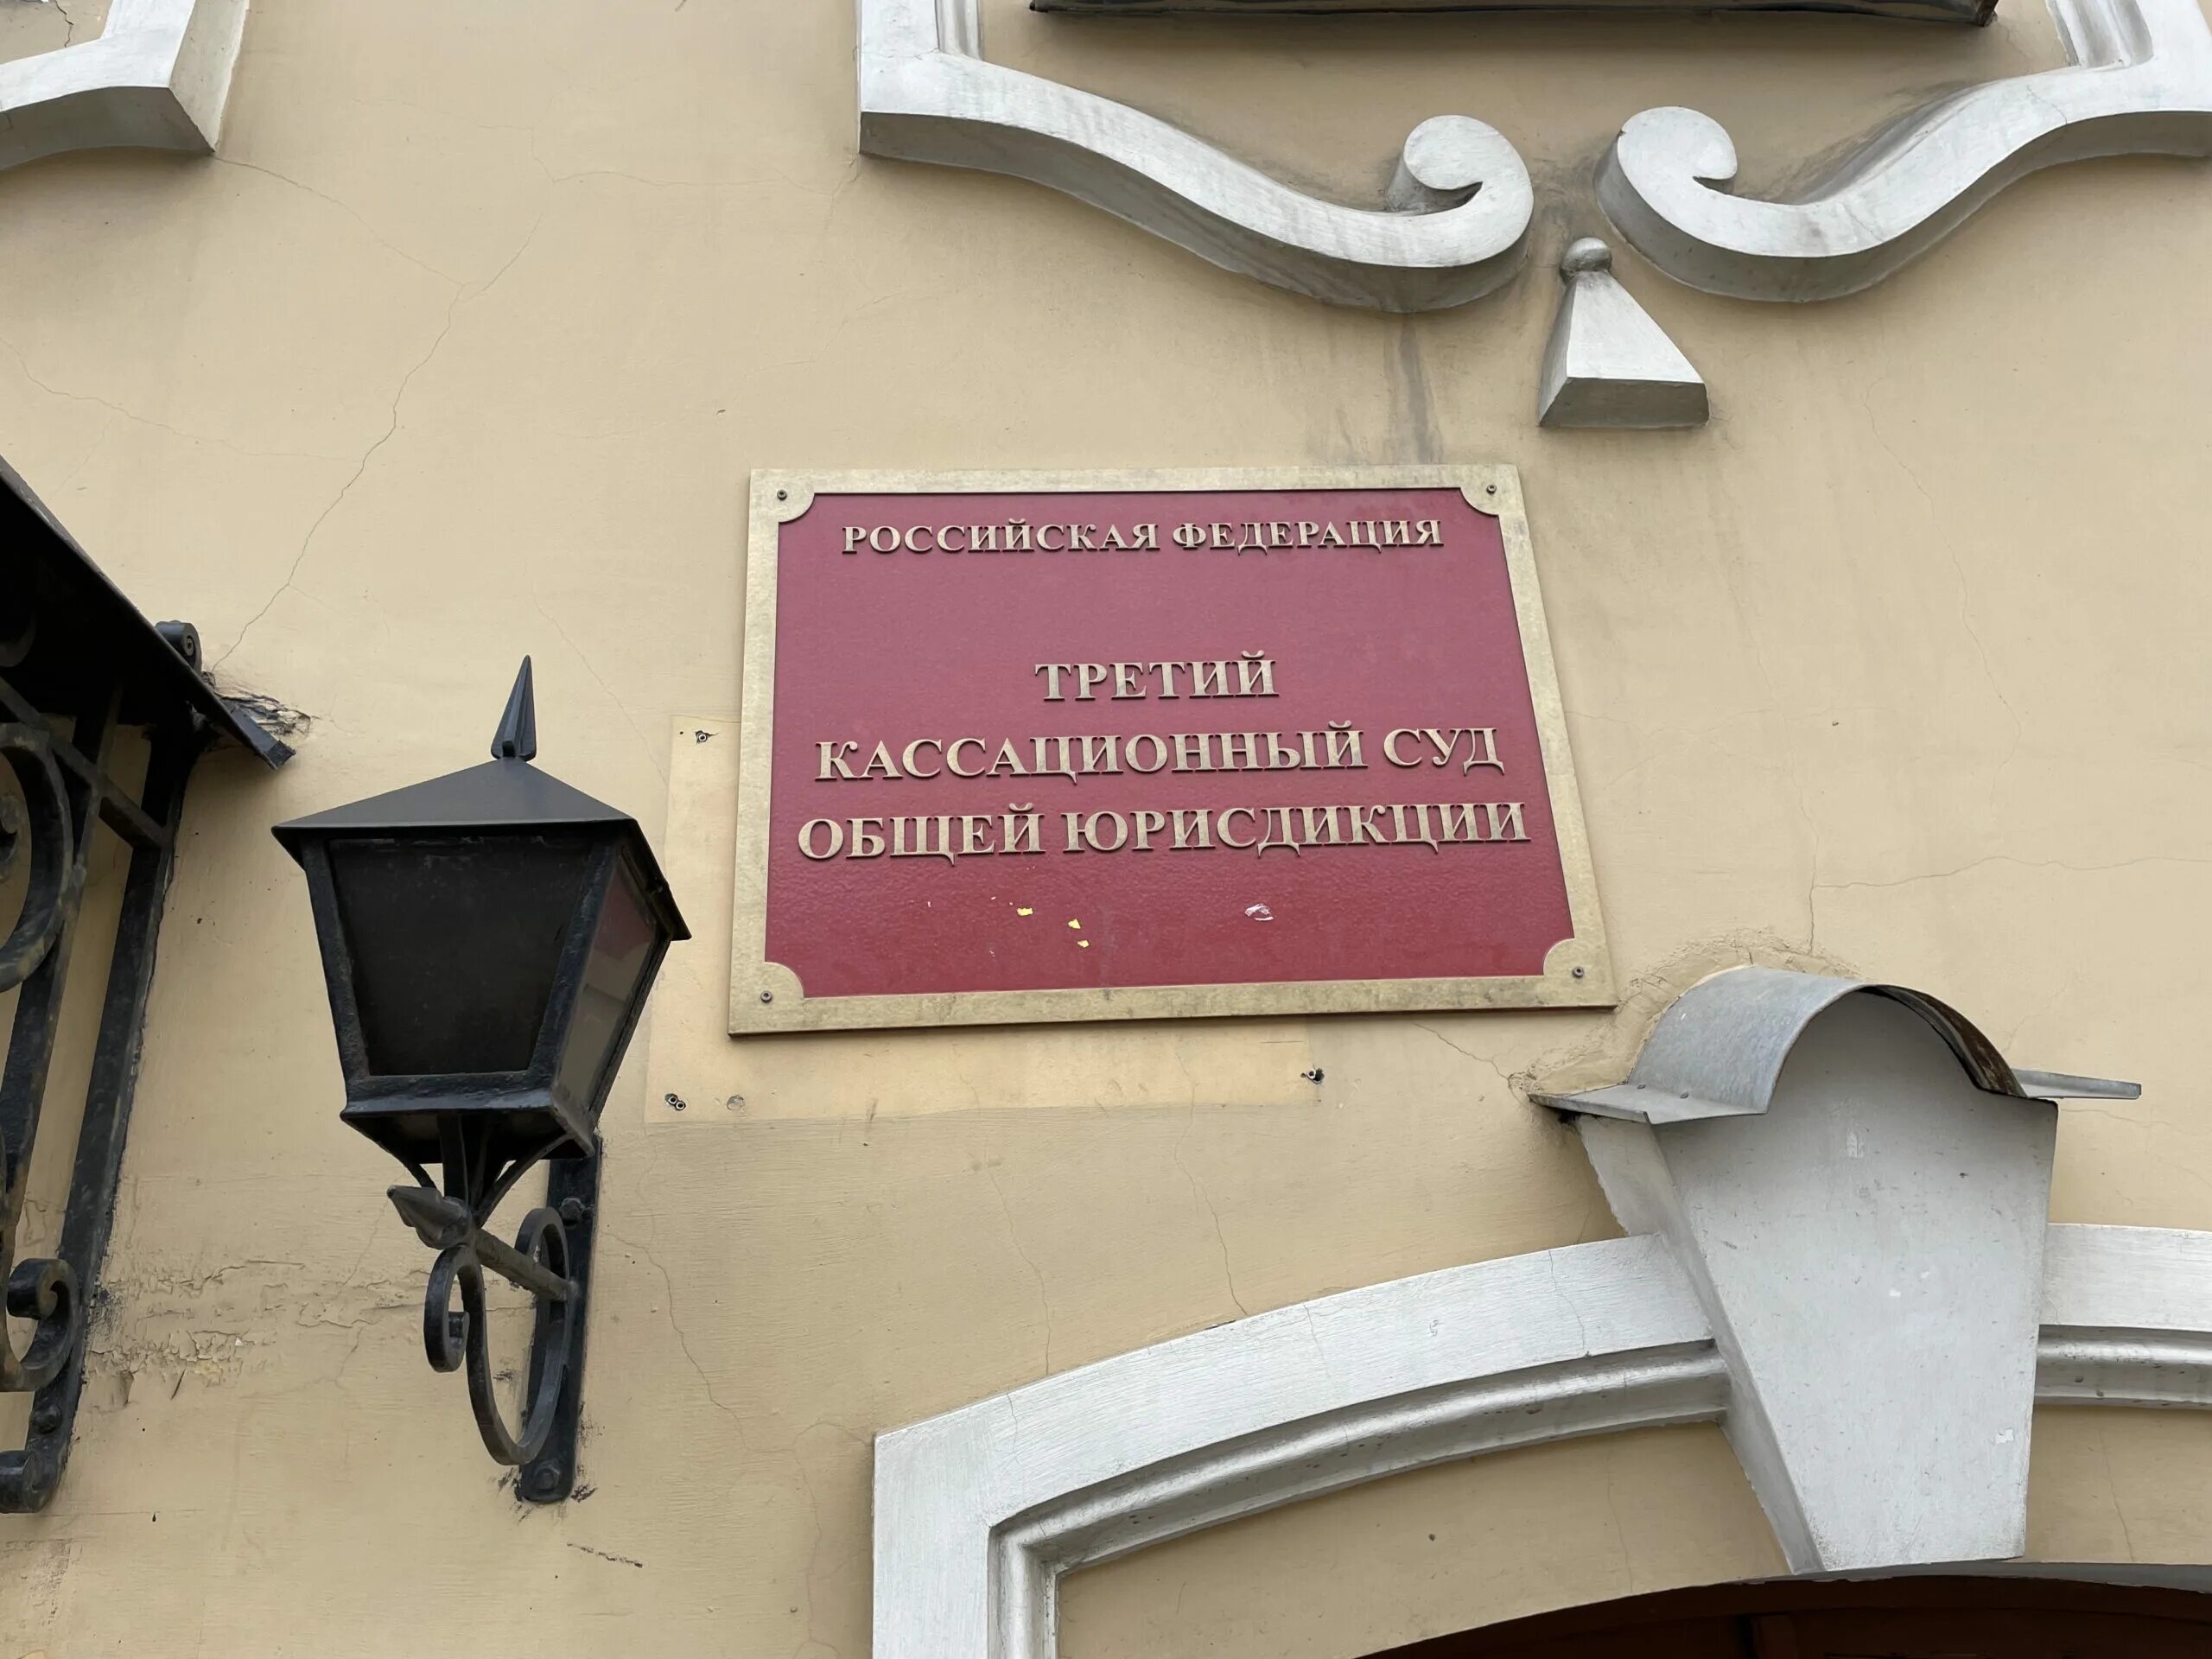 РОССИЙСКАЯ ФЕДЕРАЦИЯ
ТРЕТИЙ
КАССАЦИОННЫЙ СУД
ОБЩЕЙ ЮРИСДИКЦИИ